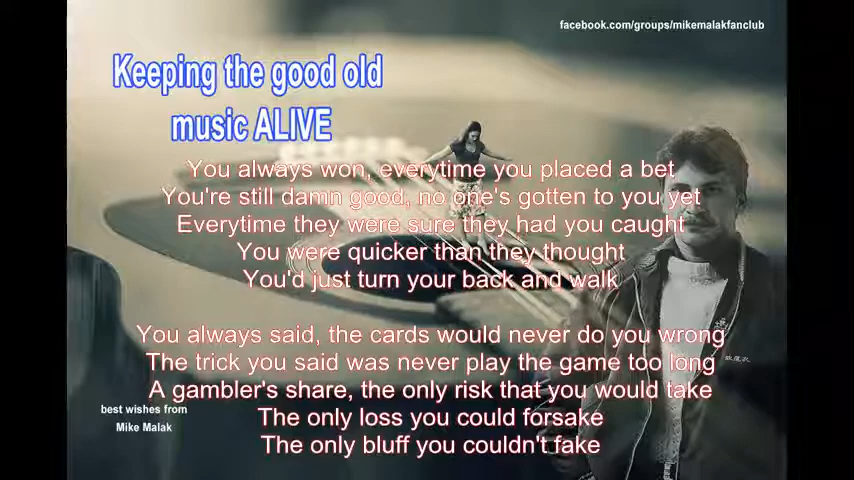 facebook.com/groups/mikemalakfanclub
Keeping the good old
music ALIVE
You always won, everytime you placed a bet
You're still damn good, no one's gotten to you yet
Everytime they were sure they had you caught
You were quicker than they thought
You'd just turn your back and walk
You always said, the cards would never do you wrong
The trick you said was never play the game too long
A gambler's share, the only risk that you would take
The only loss you could forsake
The only bluff you couldn't fake
best wishes from
Mike Malak